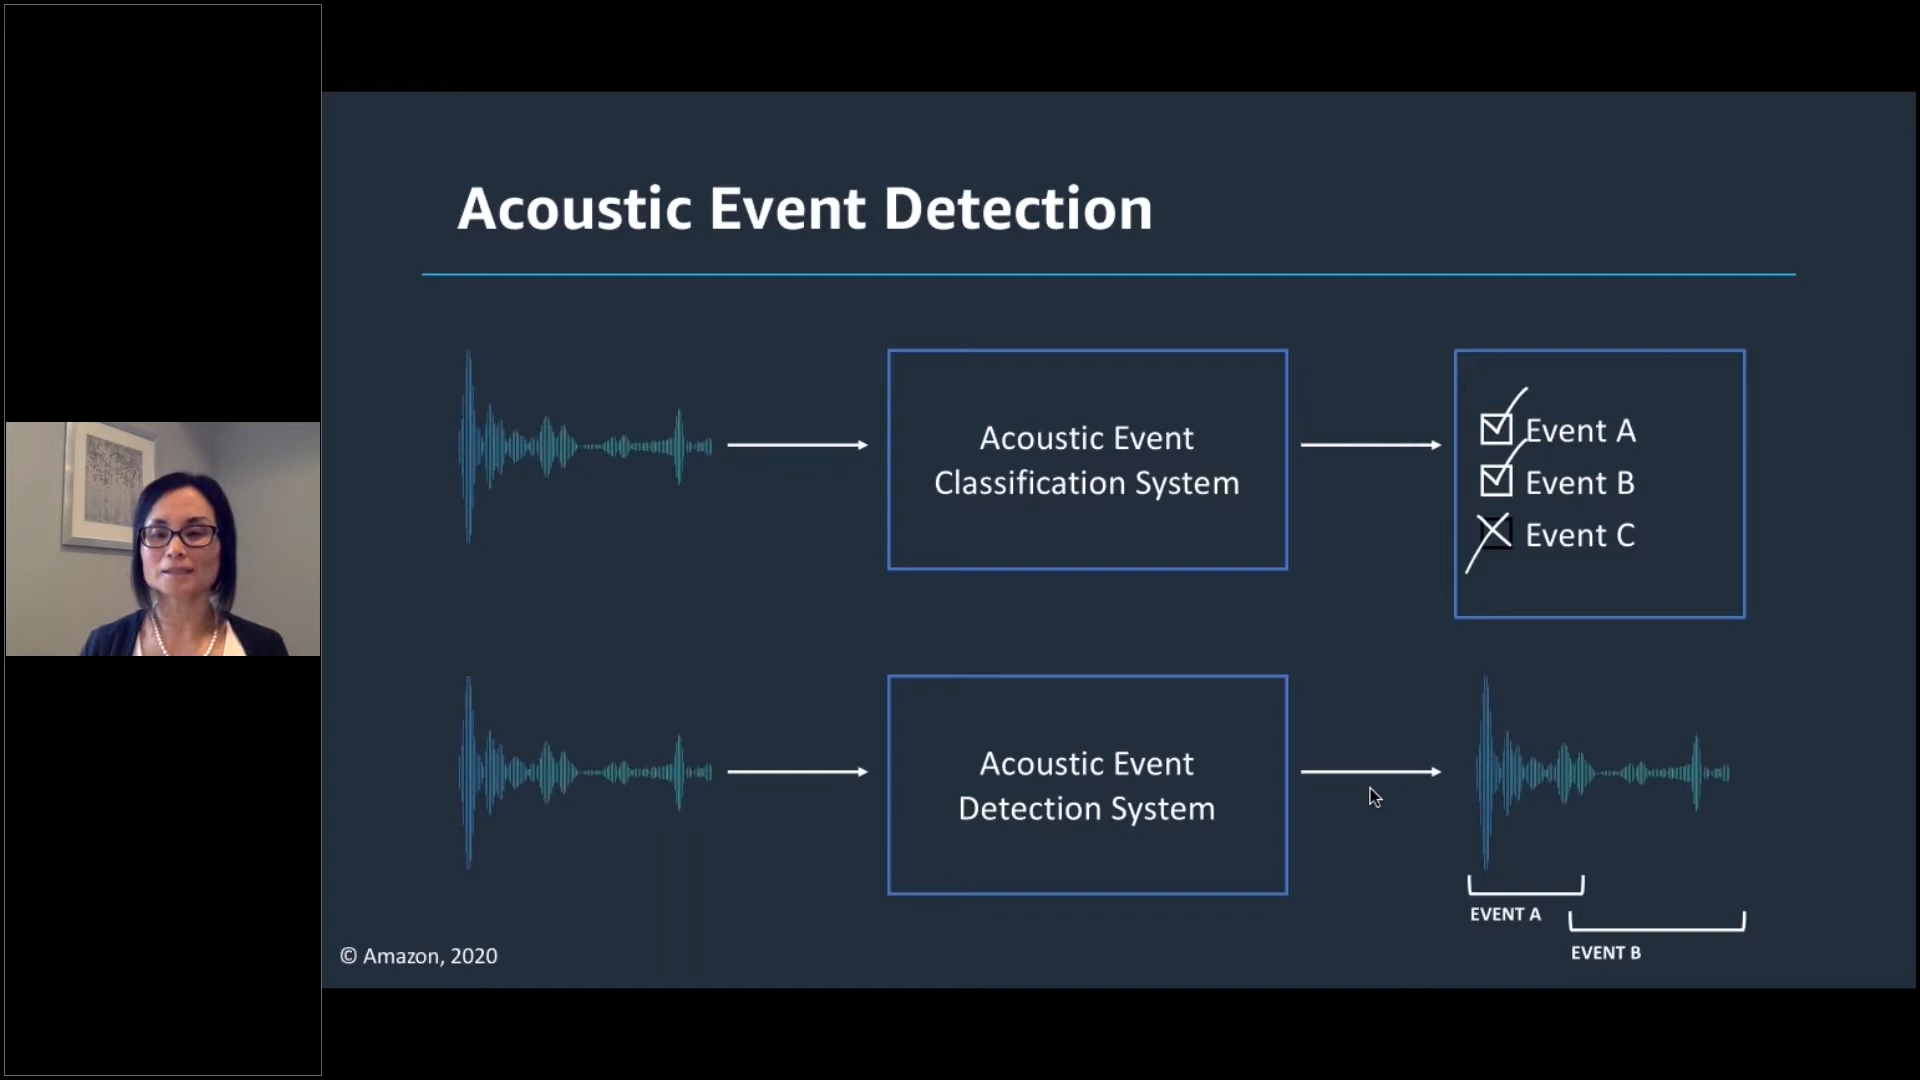 Acoustic Event Detection
Acoustic Event
Classification System
Event A
Event B
Event C
Acoustic Event
Detection System
EVENT A
EVENT B
© Amazon, 2020